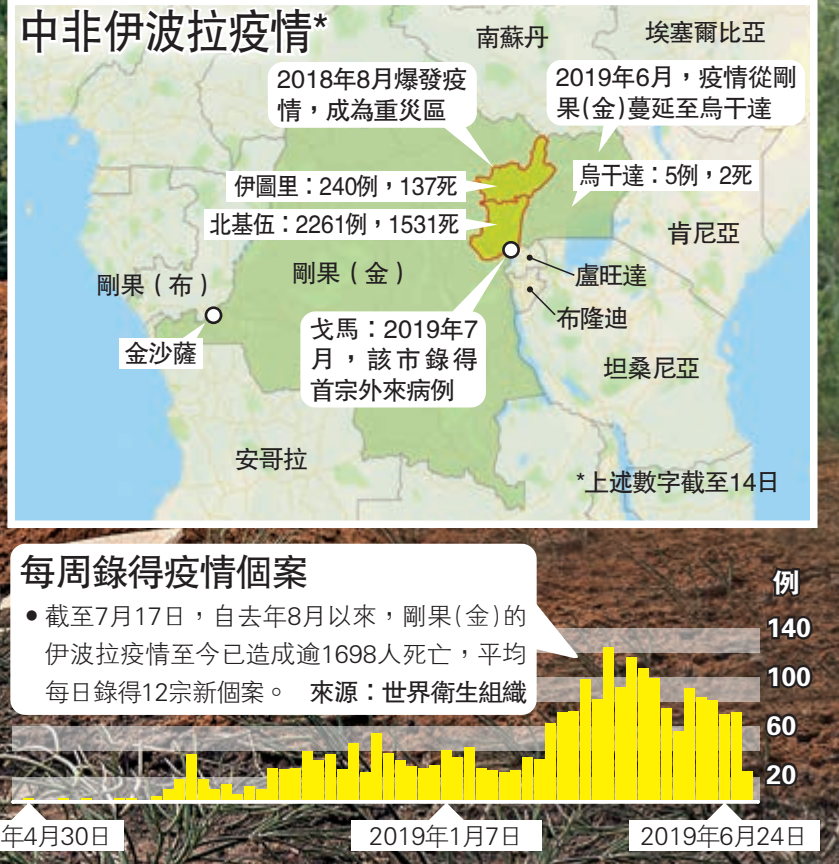 中非伊波拉疫情*
南蘇丹
埃塞爾比亞
2018年8月爆發疫
情，成為重災區
2019年6月，疫情從剛
果(金)蔓延至烏干達
伊圖里：240例，137死
烏干達：5例，2死
北基伍：2261例，1531死
肯尼亞
剛果（布）
剛果（金）
盧旺達
布隆迪
金沙薩
戈馬：2019年7
月，該市錄得
首宗外來病例
坦桑尼亞
安哥拉
*上述數字截至14日
每周錄得疫情個案
● 截至7月17日，自去年8月以來，剛果(金)的
伊波拉疫情至今已造成逾1698人死亡，平均
每日錄得12宗新個案。 來源：世界衛生組織
例
140
100
60
20
年4月30日
2019年1月7日
2019年6月24日